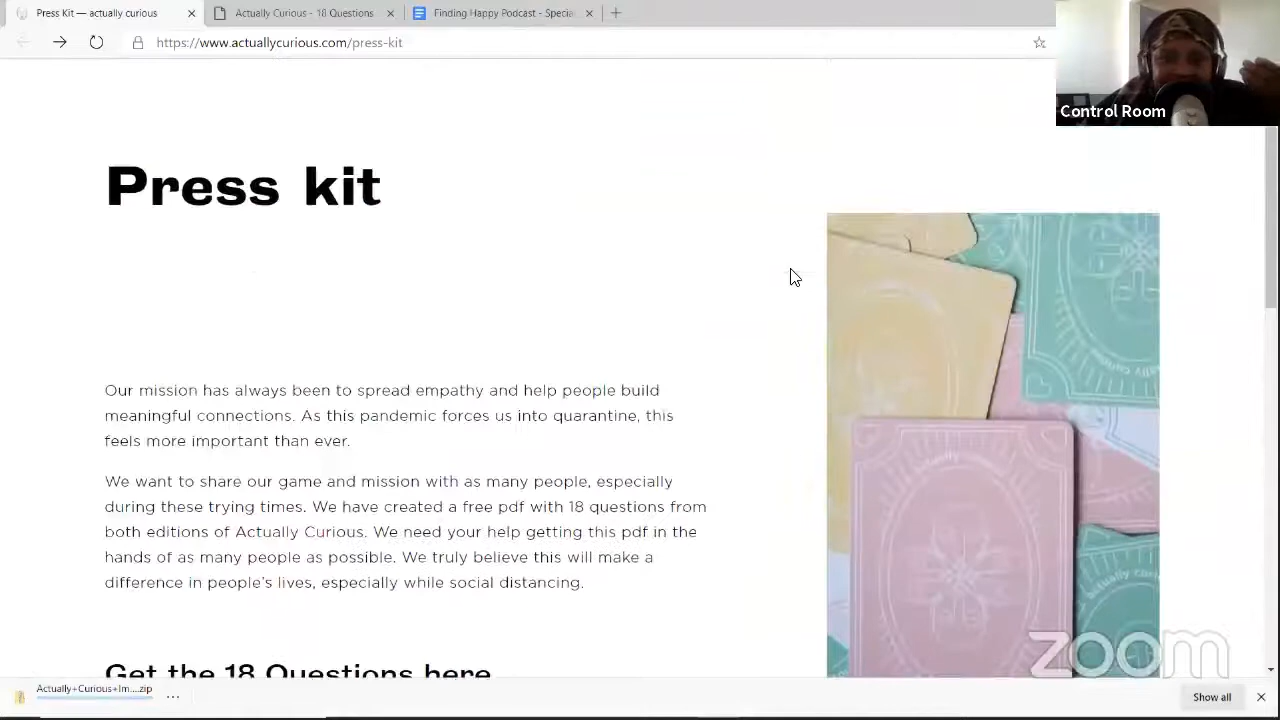 Press Kit — actually curious
Actually Curious - 18 Questions
Finding Happy Podcast - Specia
https://www.actuallycurious.com/press-kit
Control Room
Press kit
Our mission has always been to spread empathy and help people build
meaningful connections. As this pandemic forces us into quarantine, this
feels more important than ever.
We want to share our game and mission with as many people, especially
during these trying times. We have created a free pdf with 18 questions from
both editions of Actually Curious. We need your help getting this pdf in the
hands of as many people as possible. We truly believe this will make a
difference in people's lives, especially while social distancing.
Get the 18 Questions here
actually curious
actually curious
zoom
Actually+Curious+Im....zip
Show all